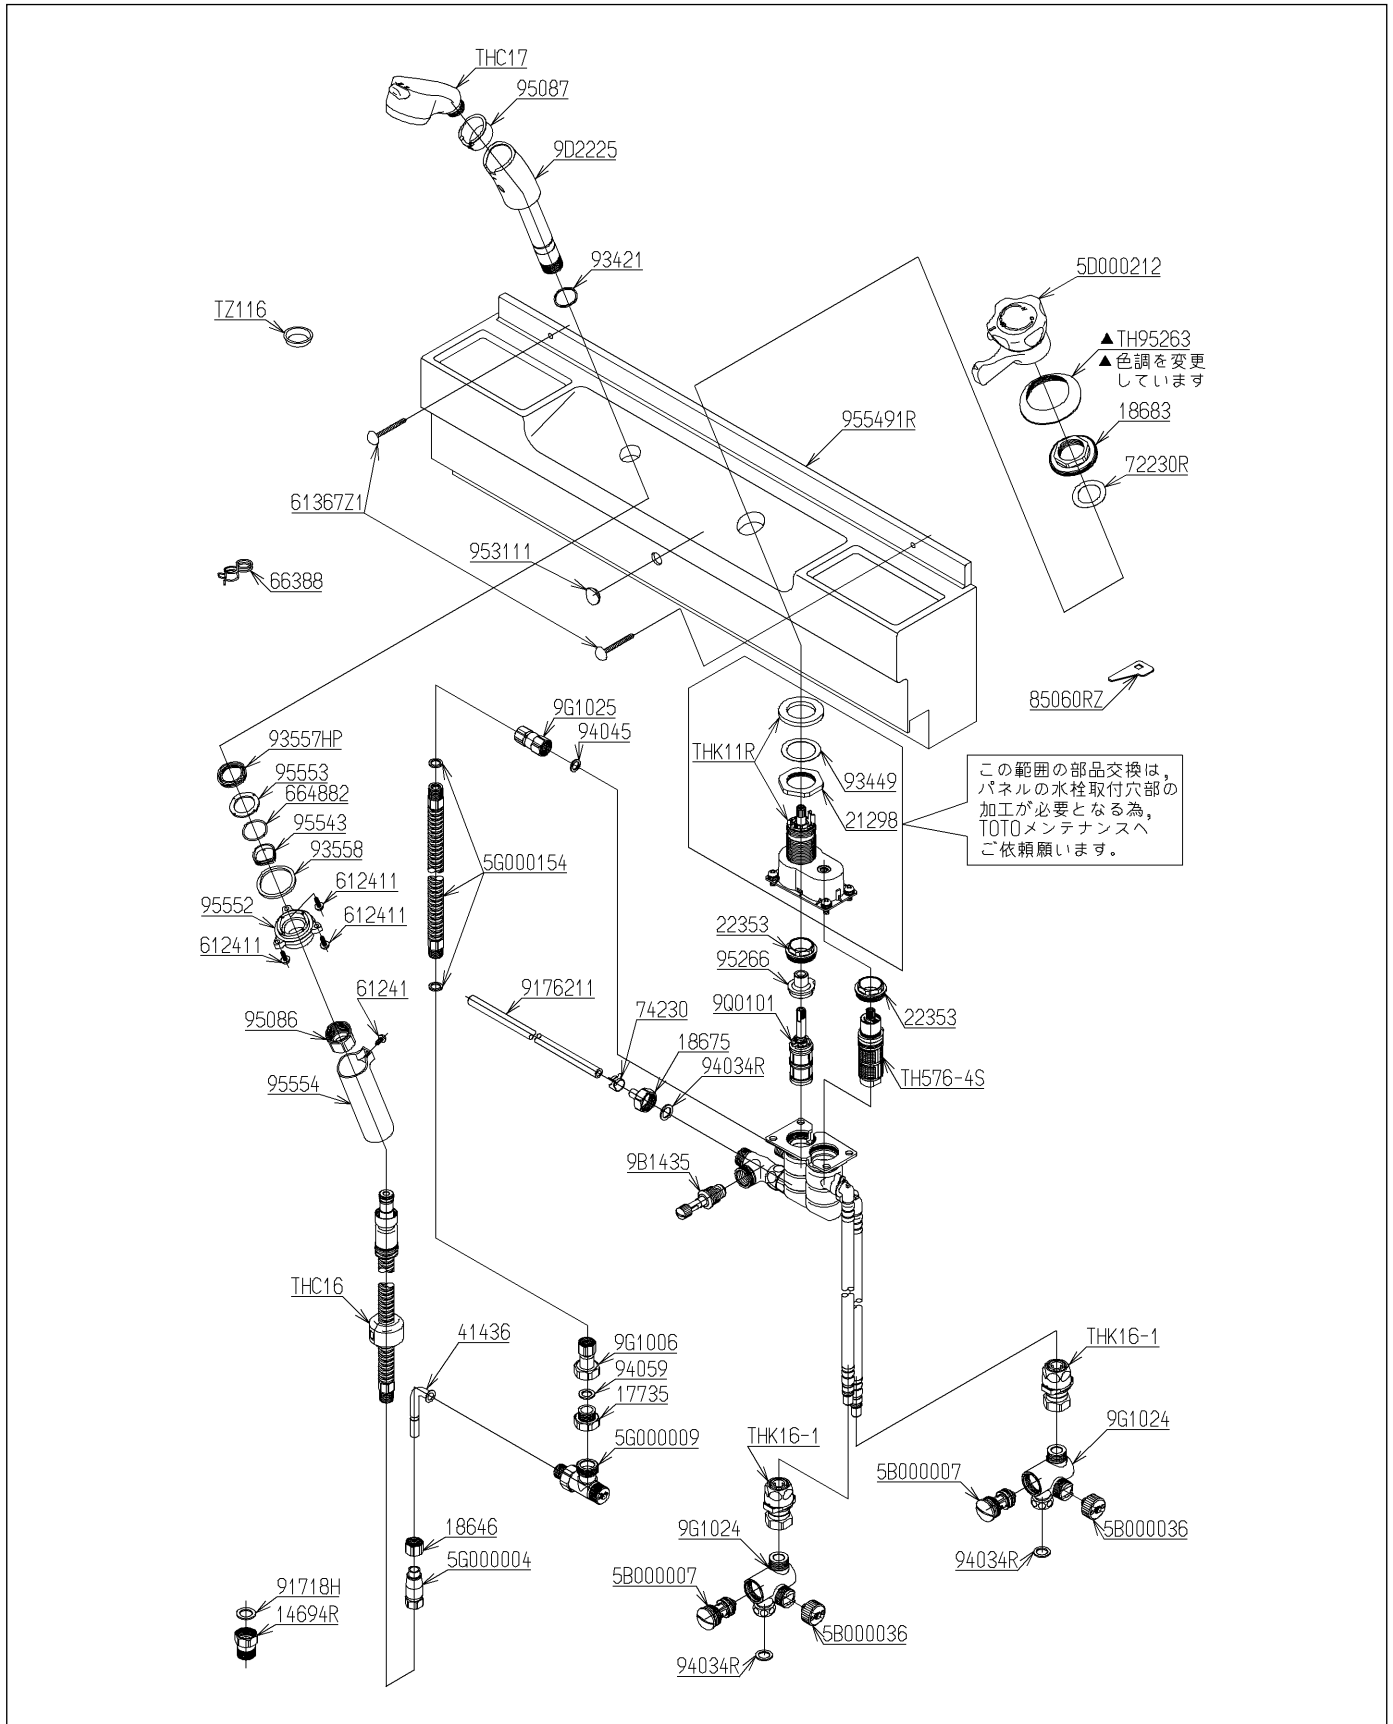 THC17
95087
9D2225
93421
5D000212
TZ116
▲TH95263
▲色調を変更
しています
18683
955491R
72230R
61367Z1
953111
66388
85060RZ
9G1025
94045
THK11R
93449
21298
この範囲の部品交換は，
パネルの水栓取付穴部の
加工が必要となる為，
TOTOメンテナンスへ
ご依頼願います。
93557HP
95553
664882
95543
93558
612411
95552
612411
612411
5G000154
22353
95266
9Q0101
22353
TH576-4S
61241
95086
95554
9176211
74230
18675
94034R
9B1435
THC16
41436
9G1006
94059
17735
5G000009
THK16-1
9G1024
5B000007
5B000036
94034R
THK16-1
9G1024
5B000007
5B000036
94034R
18646
5G000004
91718H
14694R